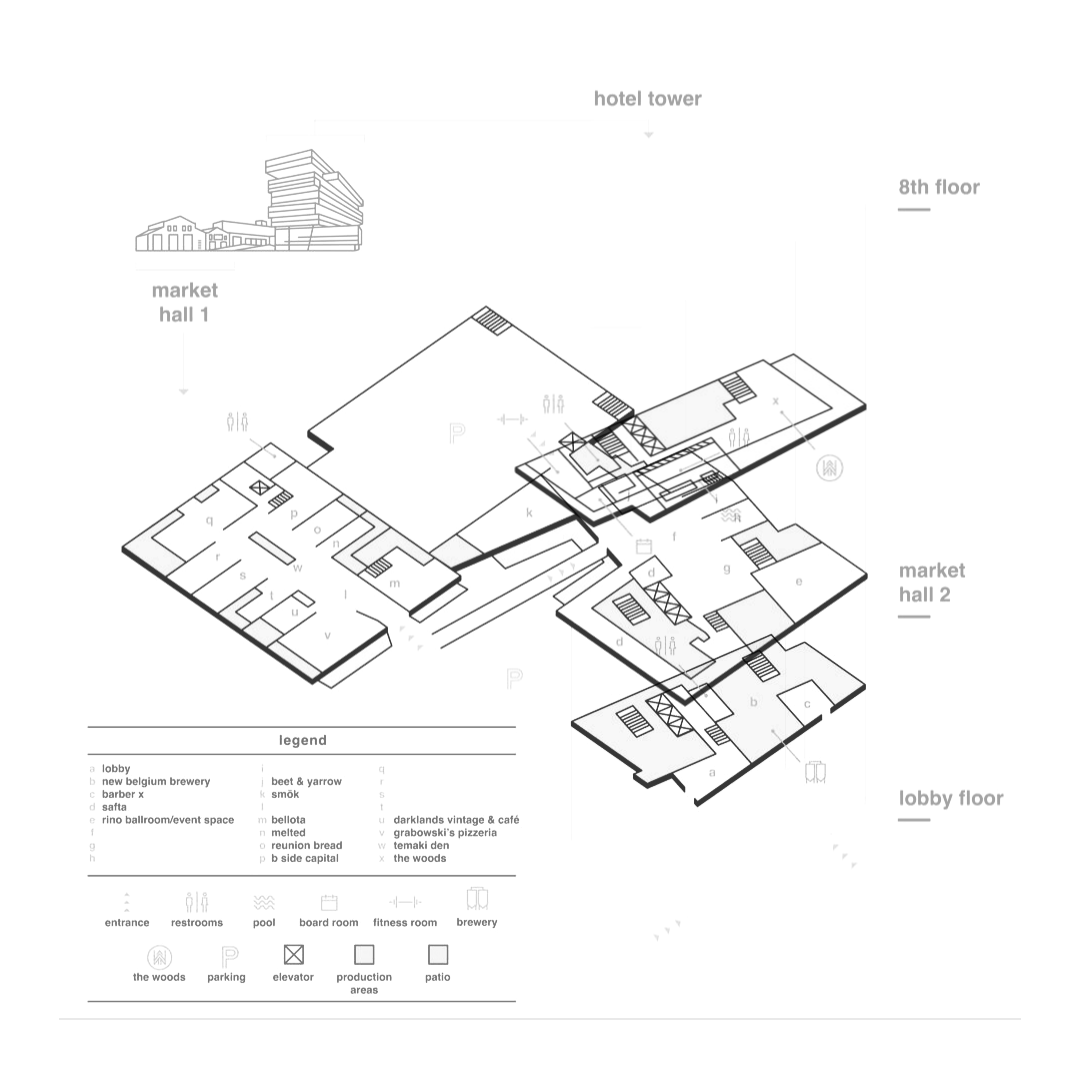 hotel tower
8th floor
market
hall 1
P
x
q
p
o
n
r
s
w
t
u
l
m
v
k
j
h
f
g
d
e
d
P
b
c
a
market
hall 2
lobby floor
legend
a lobby
b new belgium brewery
c barber x
d safta
e rino ballroom/event space
f
g
h
i
j beet & yarrow
k smök
l
m bellota
n melted
o reunion bread
p b side capital
q
r
s
t
u darklands vintage & café
v grabowski's pizzeria
w temaki den
x the woods
entrance restrooms pool board room fitness room brewery
P
the woods parking elevator production areas patio